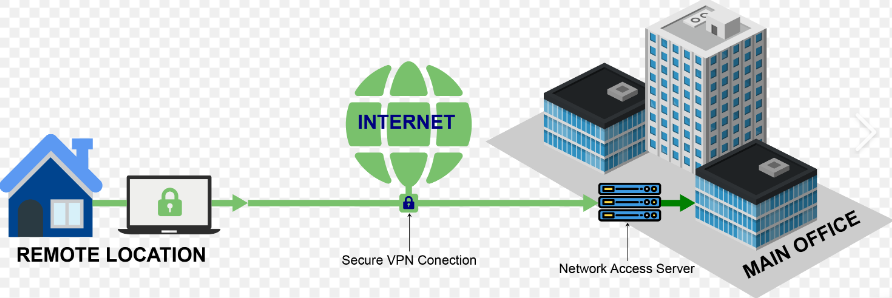 INTERNET
REMOTE LOCATION
Secure VPN Conection
Network Access Server
MAIN OFFICE